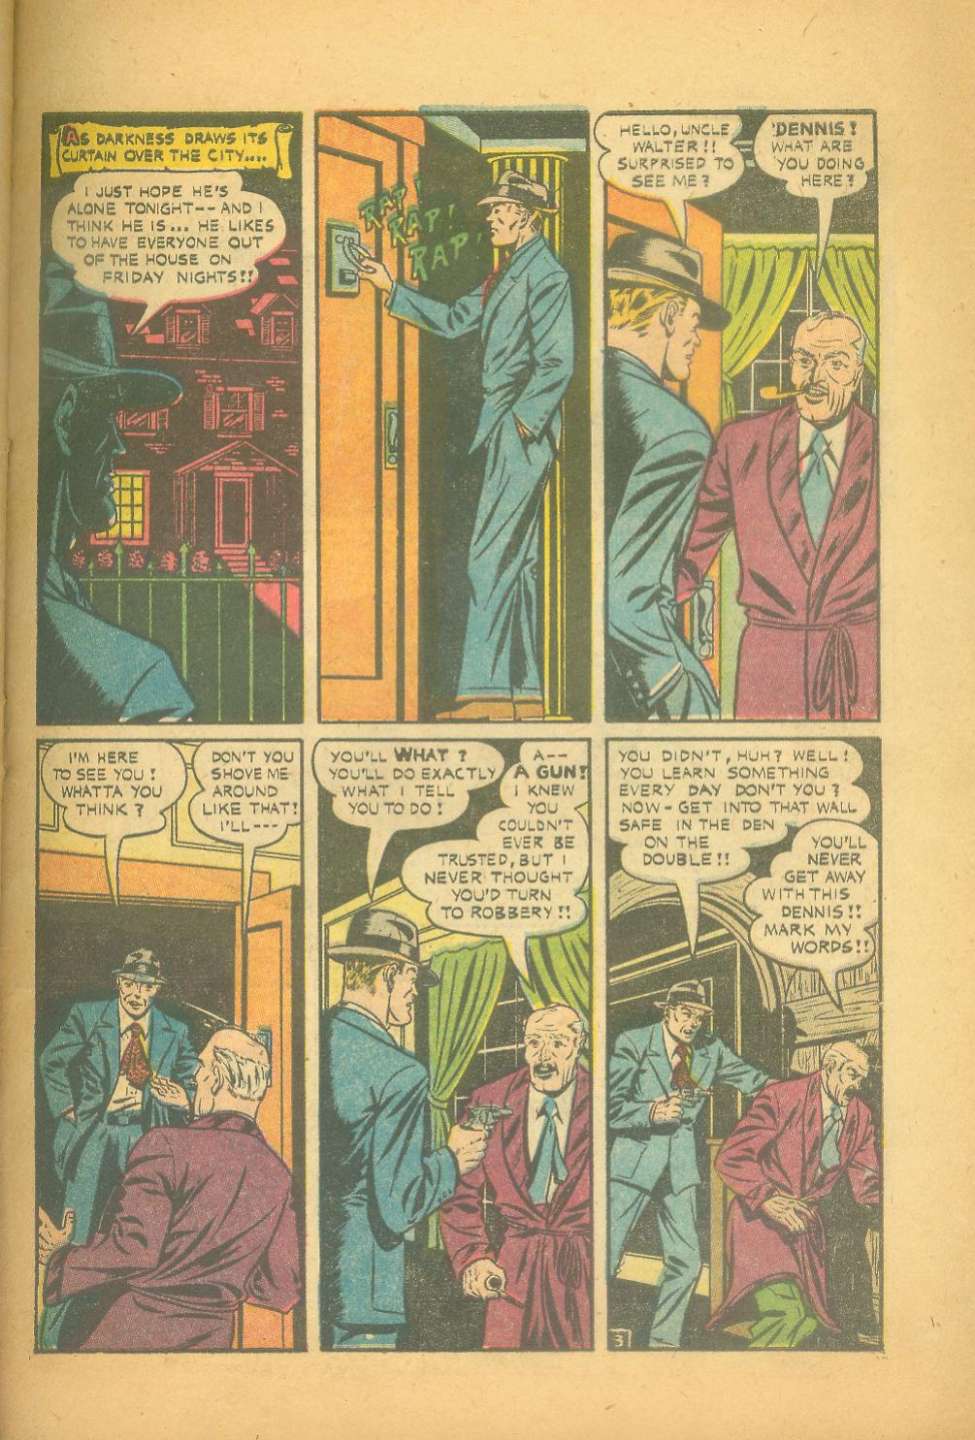 AS DARKNESS DRAWS ITS
CURTAIN OVER THE CITY....
I JUST HOPE HE'S
ALONE TONIGHT-- AND I
THINK HE IS... HE LIKES
TO HAVE EVERYONE OUT
OF THE HOUSE ON
FRIDAY NIGHTS!!
RAP!
RAP!
RAP!
HELLO, UNCLE
WALTER!!
SURPRISED TO
SEE ME?
DENNIS!
WHAT ARE
YOU DOING
HERE?
I'M HERE
TO SEE YOU!
WHATTA YOU
THINK?
DON'T YOU
SHOVE ME
AROUND
LIKE THAT!
I'LL---
YOU'LL WHAT?
YOU'LL DO EXACTLY
WHAT I TELL
YOU TO DO!
A--
A GUN!
I KNEW
YOU
COULDN'T
EVER BE
TRUSTED, BUT I
NEVER THOUGHT
YOU'D TURN
TO ROBBERY!!
YOU DIDN'T, HUH? WELL!
YOU LEARN SOMETHING
EVERY DAY DON'T YOU?
NOW- GET INTO THAT WALL
SAFE IN THE DEN
ON THE
DOUBLE!!
YOU'LL
NEVER
GET AWAY
WITH THIS
DENNIS!!
MARK MY
WORDS!!
3